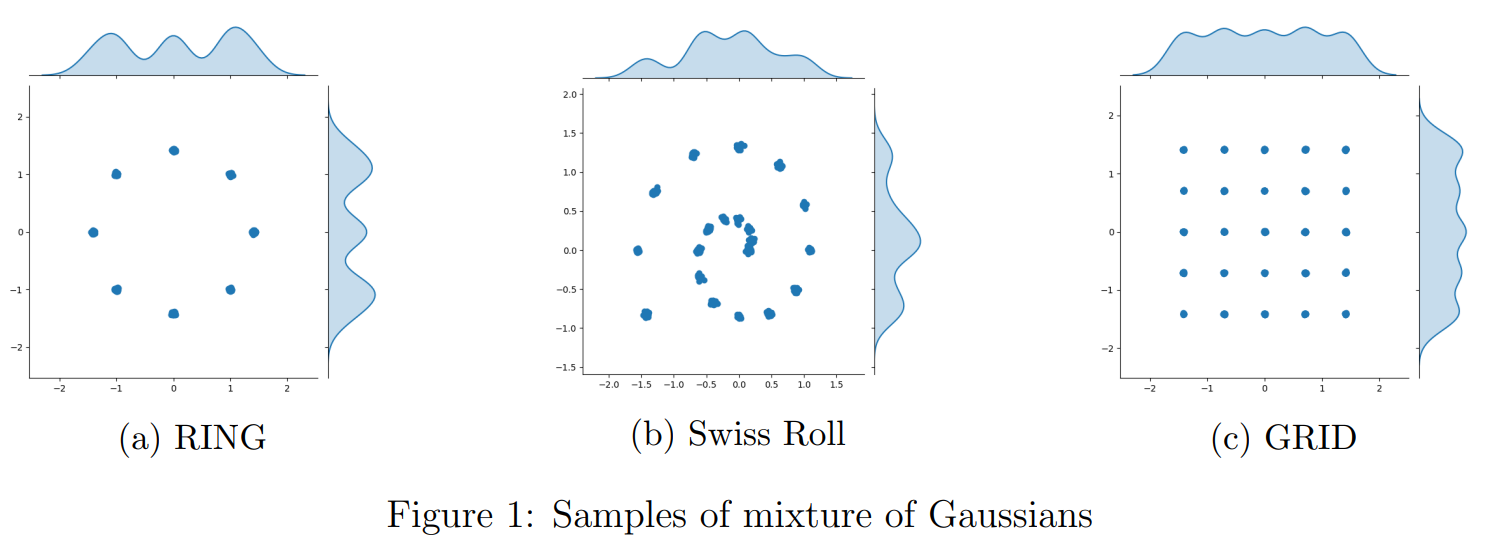 2
1
0
−1
−2
−2 −1 0 1 2
(a) RING
2.0
1.5
1.0
0.5
0.0
−0.5
−1.0
−1.5
−2.0 −1.5 −1.0 −0.5 0.0 0.5 1.0 1.5
(b) Swiss Roll
2
1
0
−1
−2
−2 −1 0 1 2
(c) GRID
Figure 1: Samples of mixture of Gaussians